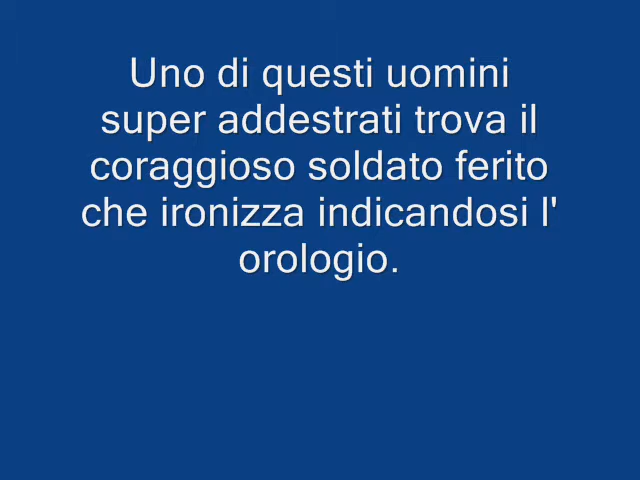 Uno di questi uomini
super addestrati trova il
coraggioso soldato ferito
che ironizza indicandosi l'
orologio.